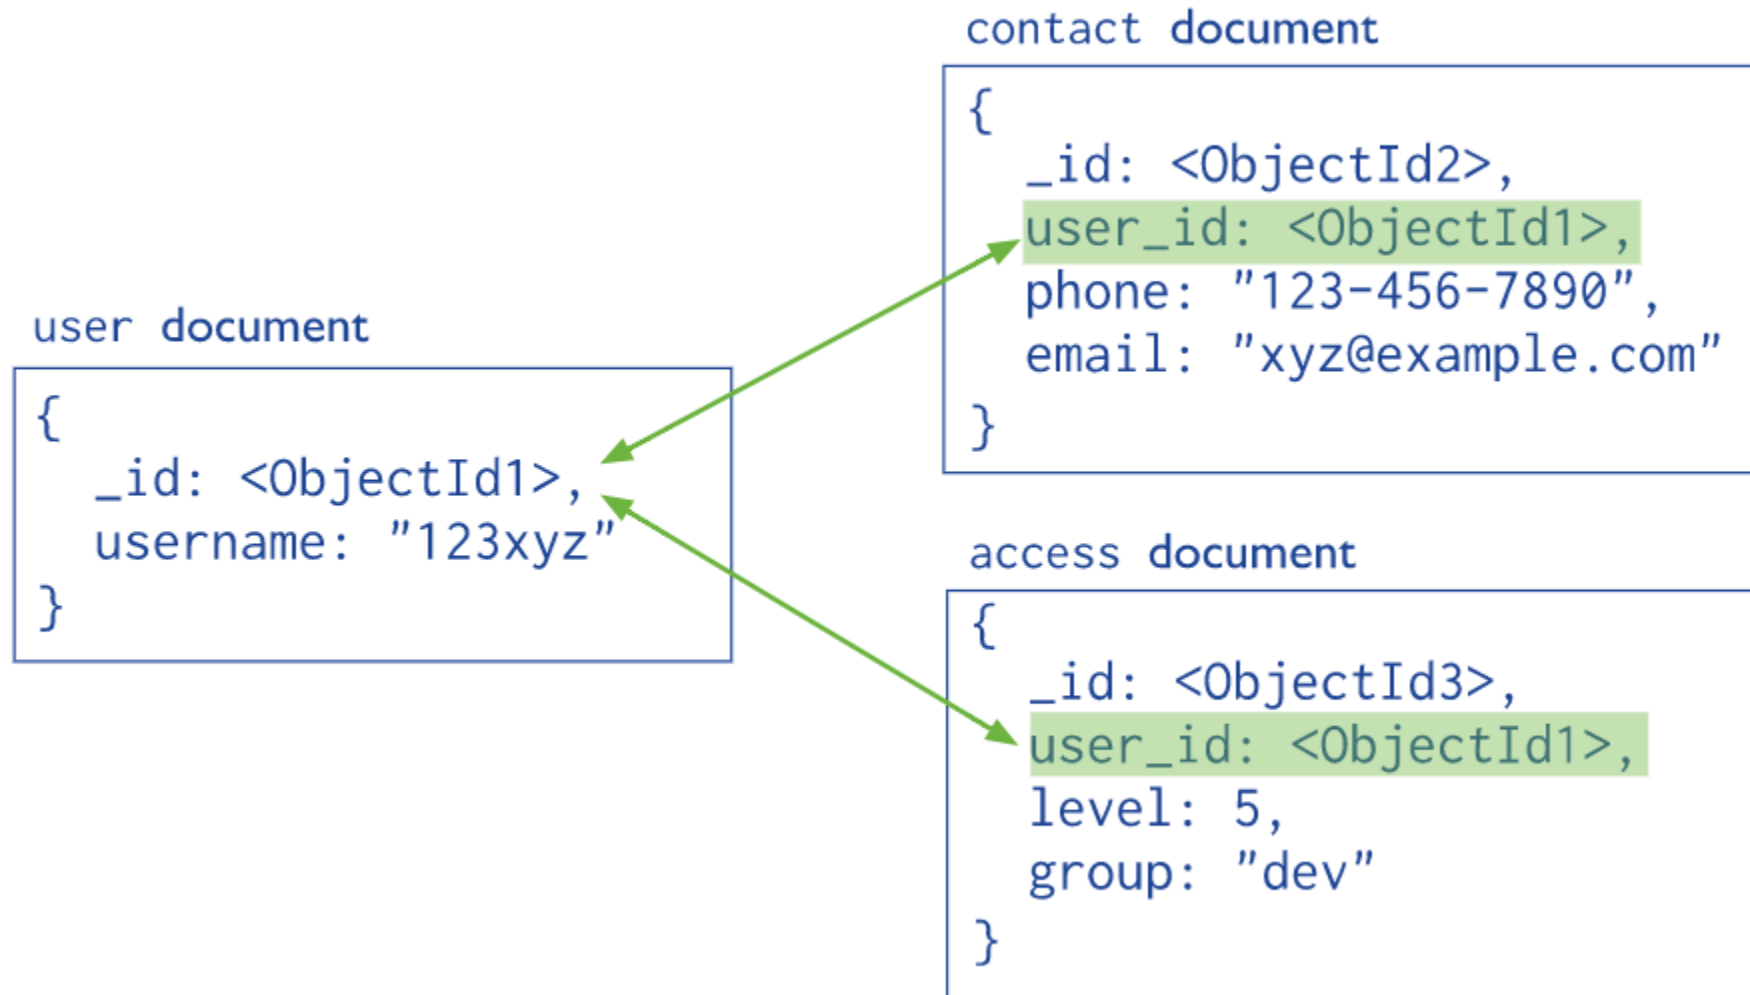 user document
{
_id: <ObjectId1>,
username: "123xyz"
}
contact document
{
_id: <ObjectId2>,
user_id: <ObjectId1>,
phone: "123-456-7890",
email: "xyz@example.com"
}
access document
{
_id: <ObjectId3>,
user_id: <ObjectId1>,
level: 5,
group: "dev"
}